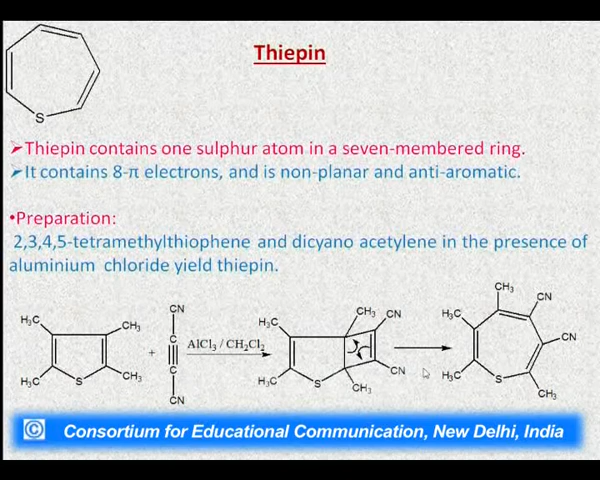 Thiepin
S
➤Thiepin contains one sulphur atom in a seven-membered ring.
➤It contains 8-π electrons, and is non-planar and anti-aromatic.
•Preparation:
2,3,4,5-tetramethylthiophene and dicyano acetylene in the presence of
aluminium chloride yield thiepin.
H₃C CH₃ H₃C S CH₃
+
CN C C CN
AlCl₃ / CH₂Cl₂
H₃C CH₃ CN H₃C S CH₃ CN
CH₃ H₃C CN CN H₃C S CH₃
© Consortium for Educational Communication, New Delhi, India